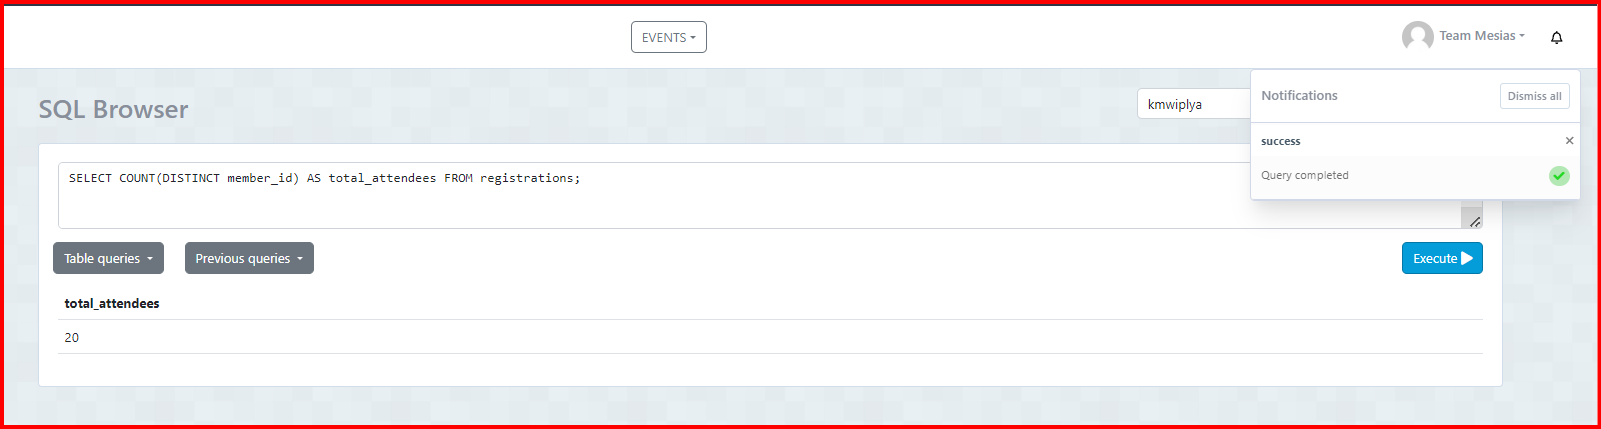 EVENTS
Team Mesias
SQL Browser
kmwiplya
Notifications
Dismiss all
success
×
Query completed
SELECT COUNT(DISTINCT member_id) AS total_attendees FROM registrations;
Table queries
Previous queries
Execute
total_attendees
20